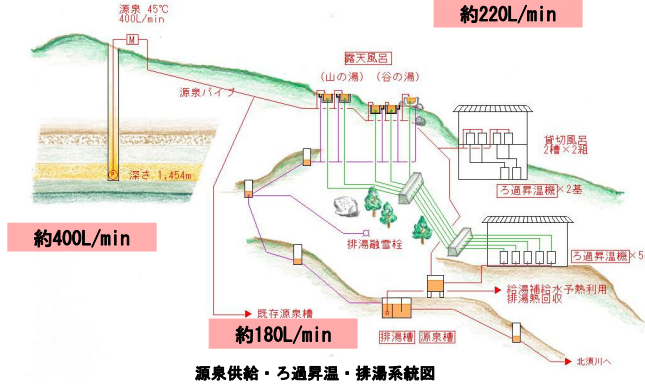 源泉 45℃
400L/min
M
約220L/min
露天風呂
(山の湯) (谷の湯)
源泉パイプ
貸切風呂
2槽×2組
深さ 1,454m
ろ過昇温機×2基
約400L/min
排湯融雪栓
ろ過昇温機×5
給湯補給水予熱利用
排湯熱回収
既存源泉槽
約180L/min
排湯槽 源泉槽
北須川へ
源泉供給・ろ過昇温・排湯系統図